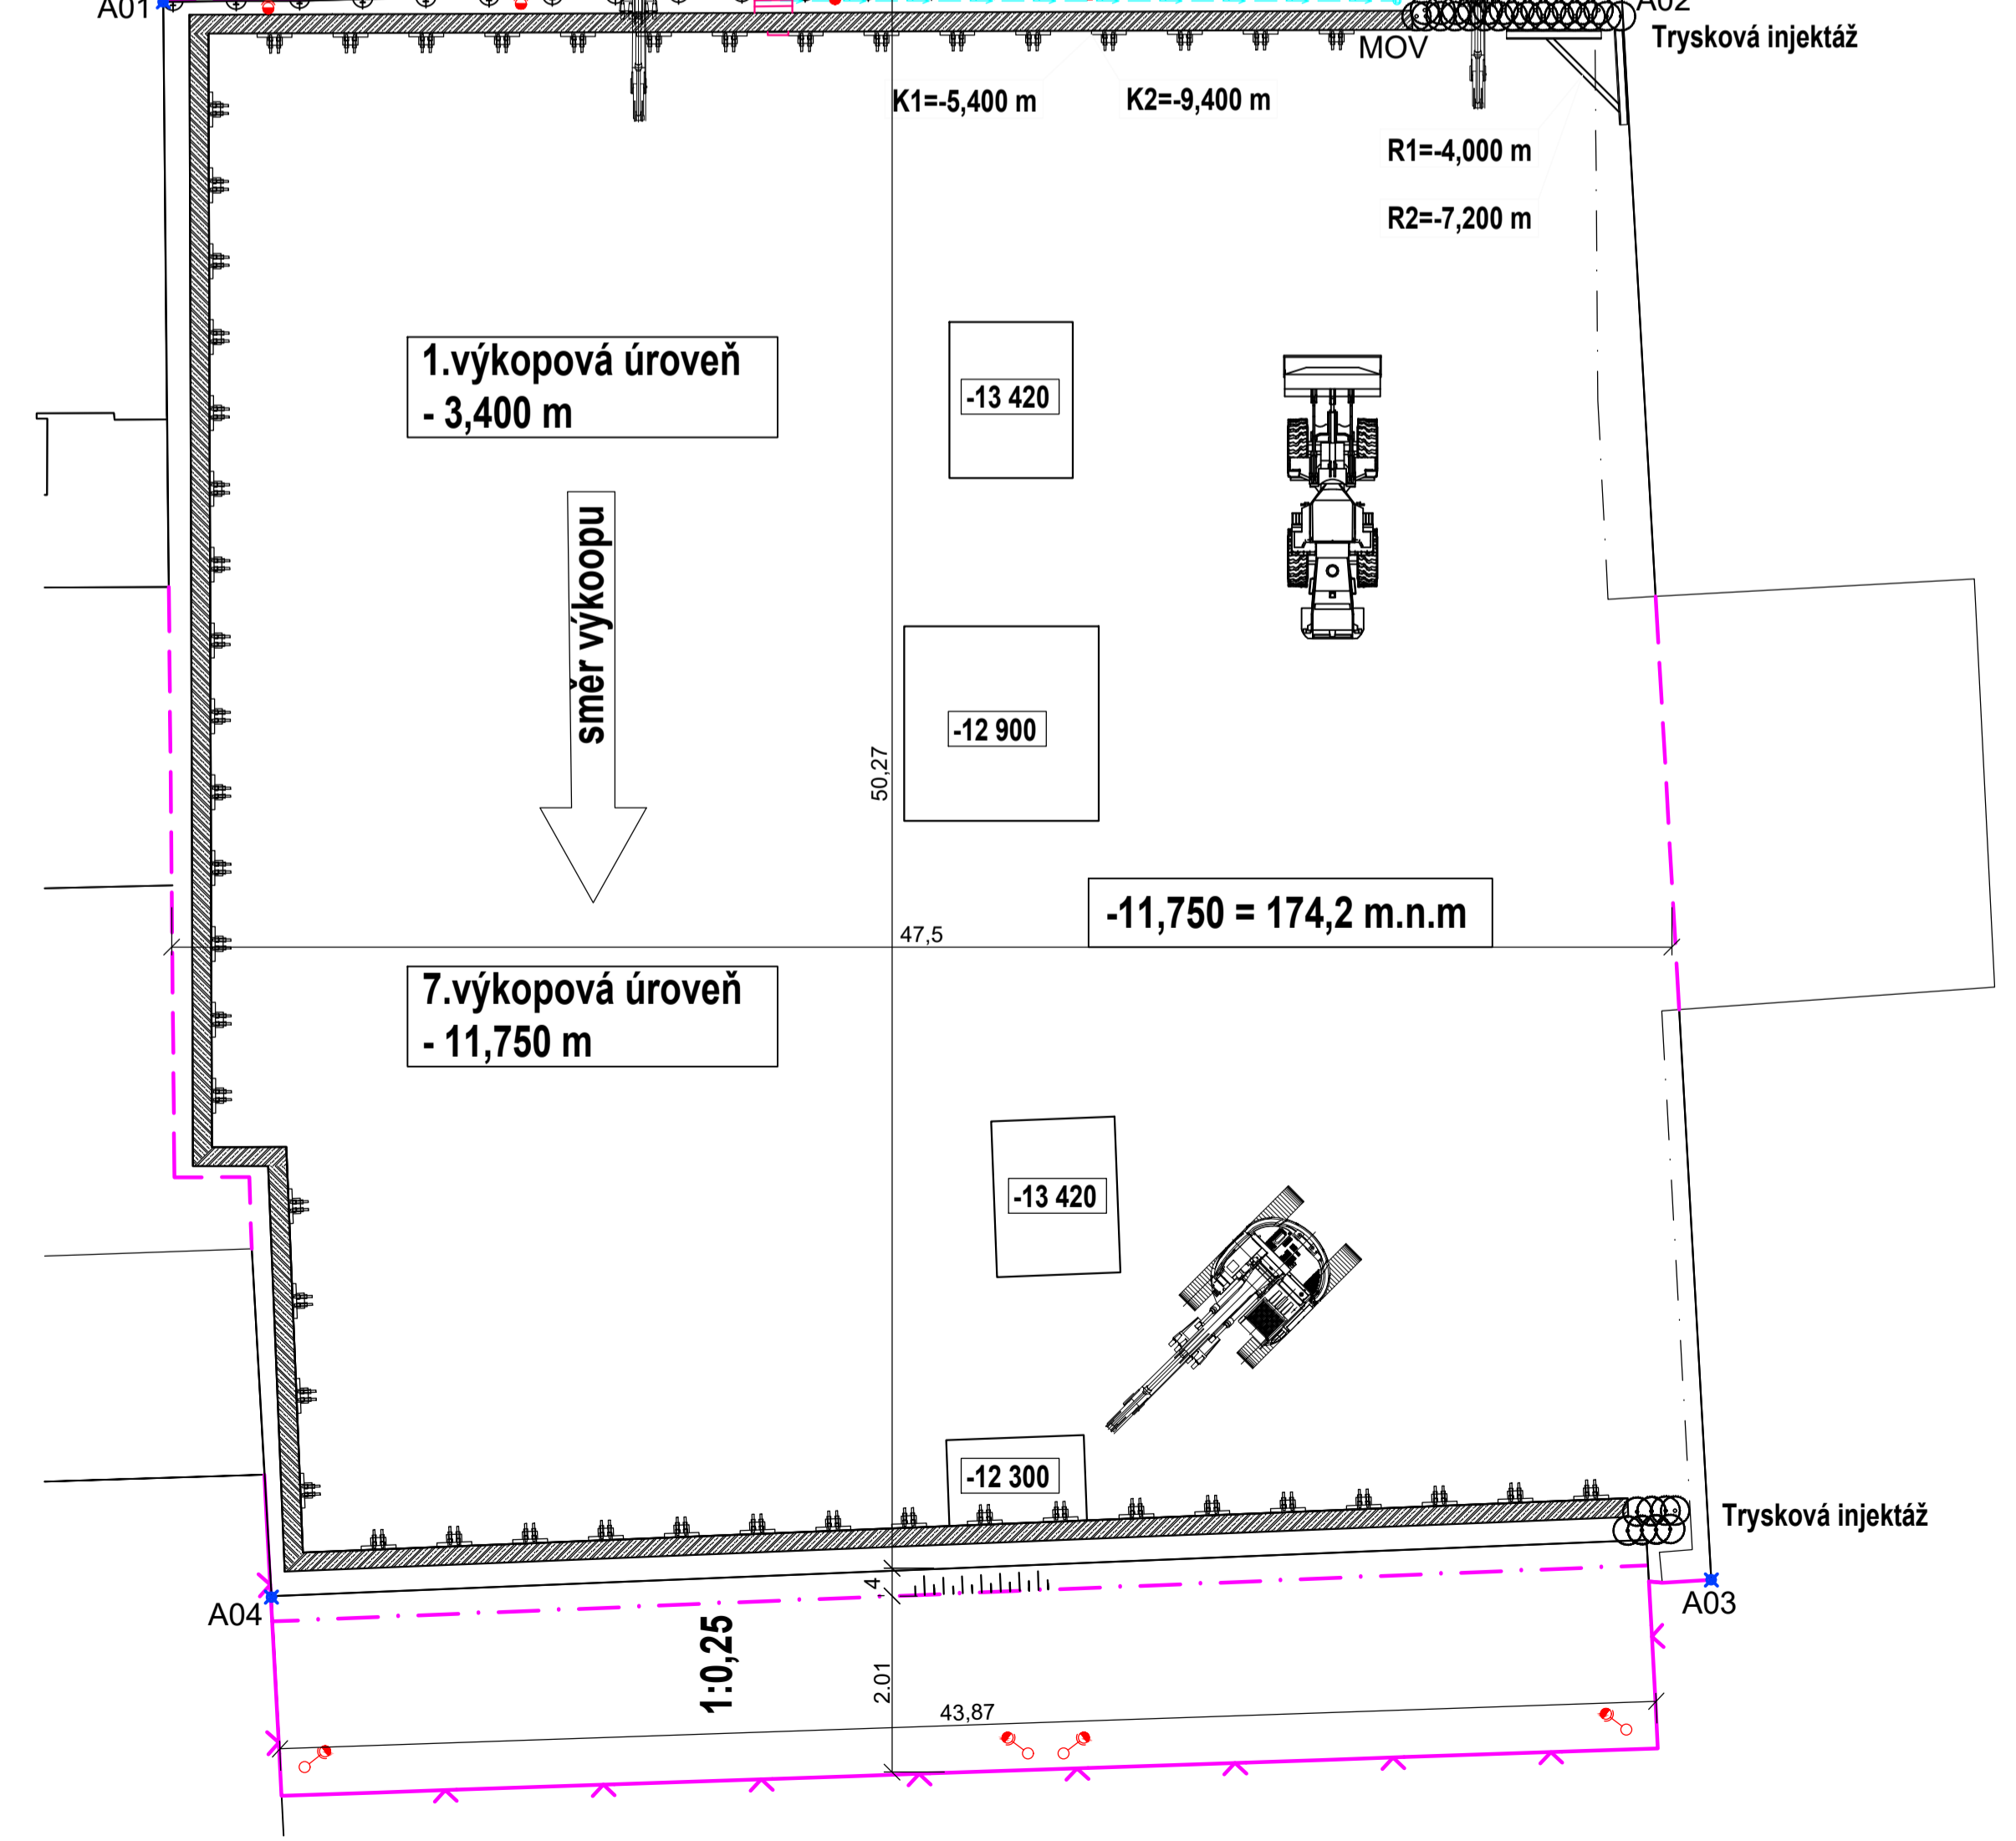 A01
A02
Trysková injektáž
MOV
K1=-5,400 m
K2=-9,400 m
R1=-4,000 m
R2=-7,200 m
1.výkopová úroveň
- 3,400 m
-13 420
směr výkoopu
-12 900
50,27
-11,750 = 174,2 m.n.m
47,5
7.výkopová úroveň
- 11,750 m
-13 420
-12 300
Trysková injektáž
A04
A03
1:0,25
2.01
43,87